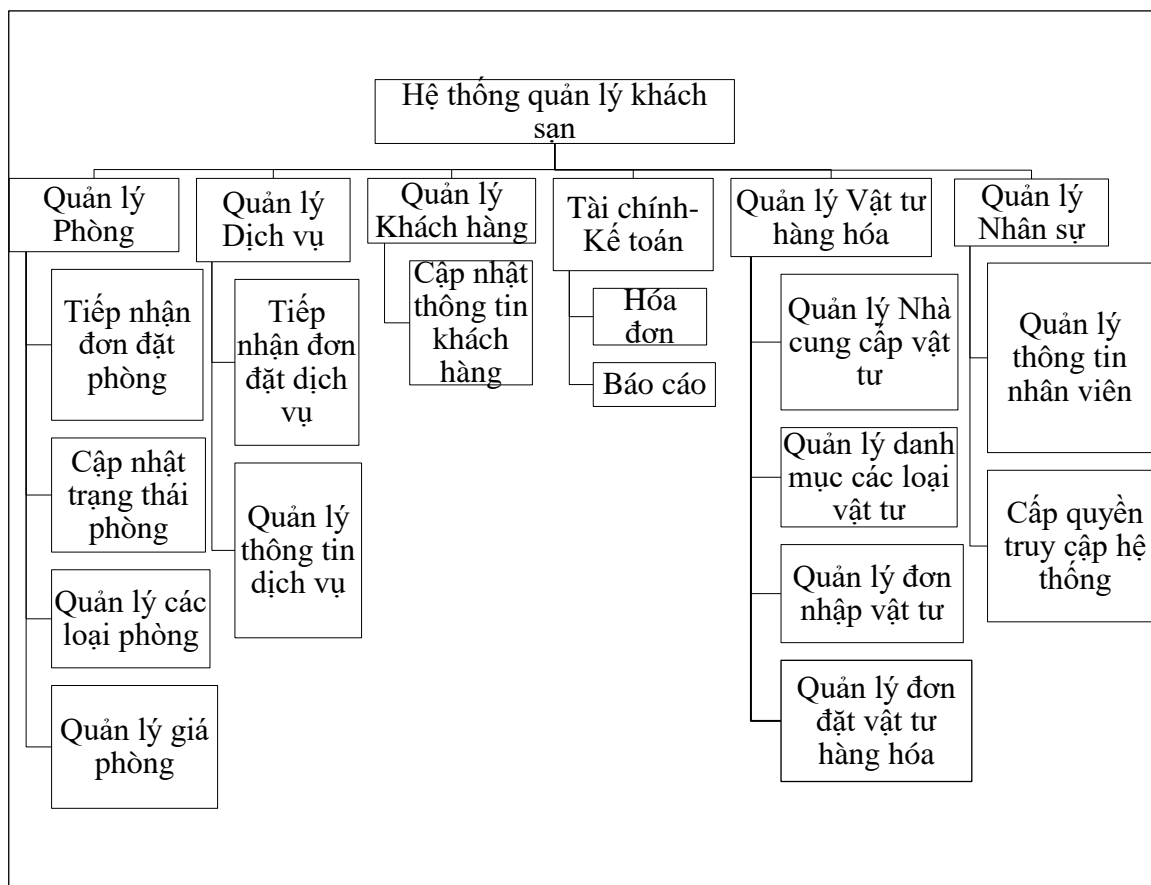 Hệ thống quản lý khách
sạn
Quản lý
Phòng
Tiếp nhận
đơn đặt
phòng
Cập nhật
trạng thái
phòng
Quản lý các
loại phòng
Quản lý giá
phòng
Quản lý
Dịch vụ
Tiếp
nhận đơn
đặt dịch
vụ
Quản lý
thông tin
dịch vụ
Quản lý
Khách hàng
Cập nhật
thông tin
khách
hàng
Tài chính-
Kế toán
Hóa
đơn
Báo cáo
Quản lý Vật tư
hàng hóa
Quản lý Nhà
cung cấp vật
tư
Quản lý danh
mục các loại
vật tư
Quản lý đơn
nhập vật tư
Quản lý đơn
đặt vật tư
hàng hóa
Quản lý
Nhân sự
Quản lý
thông tin
nhân viên
Cấp quyền
truy cập hệ
thống